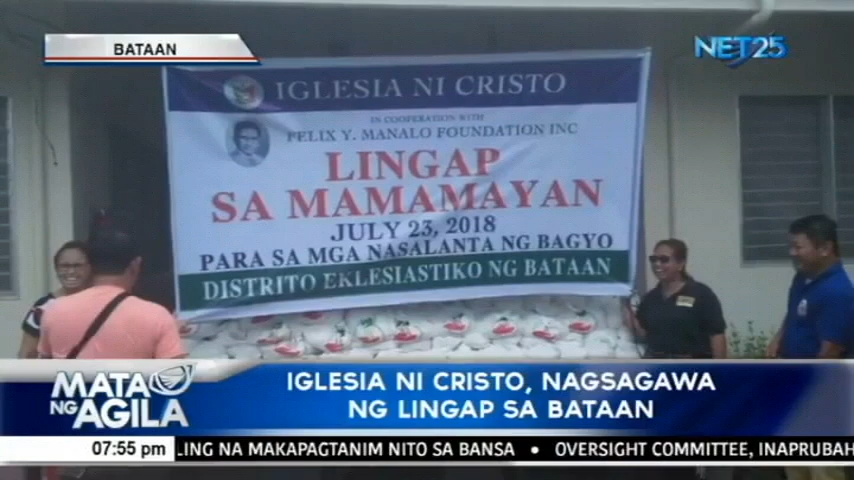 BATAAN
NET25
IGLESIA NI CRISTO
IN COOPERATION WITH
FELIX Y. MANALO FOUNDATION INC
LINGAP
SA MAMAMAYAN
JULY 23, 2018
PARA SA MGA NASALANTA NG BAGYO
DISTRITO EKLESIASTIKO NG BATAAN
MATA NG AGILA
IGLESIA NI CRISTO, NAGSAGAWA
NG LINGAP SA BATAAN
07:55 pm LING NA MAKAPAGTANIM NITO SA BANSA • OVERSIGHT COMMITTEE, INAPRUBAH